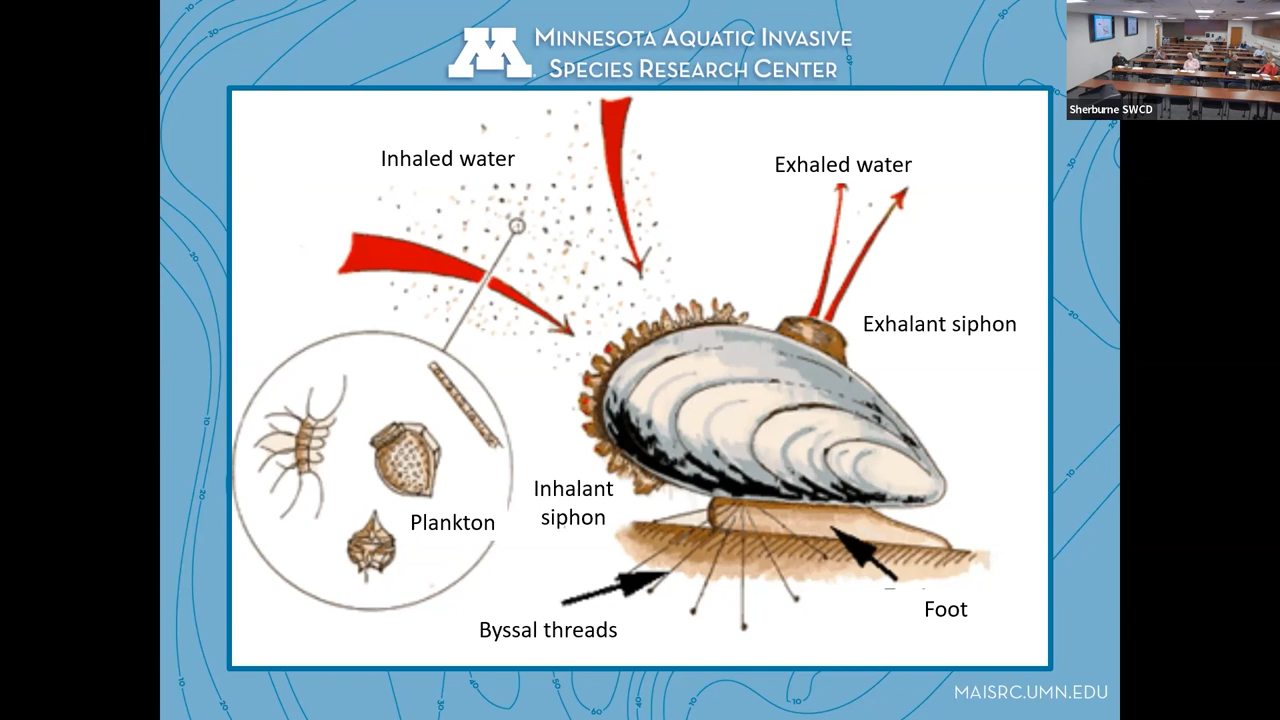 Minnesota Aquatic Invasive
Species Research Center
Sherburne SWCD
Inhaled water
Exhaled water
Exhalant siphon
Inhalant
siphon
Plankton
Byssal threads
Foot
MAISRC.UMN.EDU